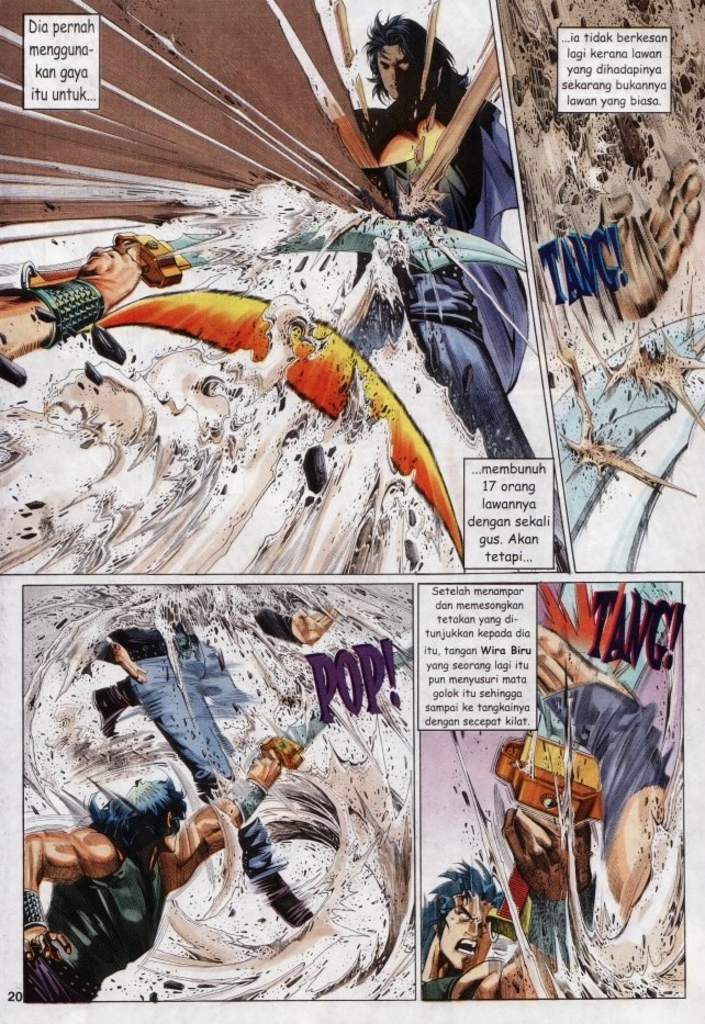 Dia pernah
mengguna-
kan gaya
itu untuk...
...membunuh
17 orang
lawannya
dengan sekali
gus. Akan
tetapi...
...ia tidak berkesan
lagi kerana lawan
yang dihadapinya
sekarang bukannya
lawan yang biasa.
TANG!
POP!
Setelah menampar
dan memesongkan
tetakan yang di-
tunjukkan kepada dia
itu, tangan Wira Biru
yang seorang lagi itu
pun menyusuri mata
golok itu sehingga
sampai ke tangkainya
dengan secepat kilat.
TANG!
20